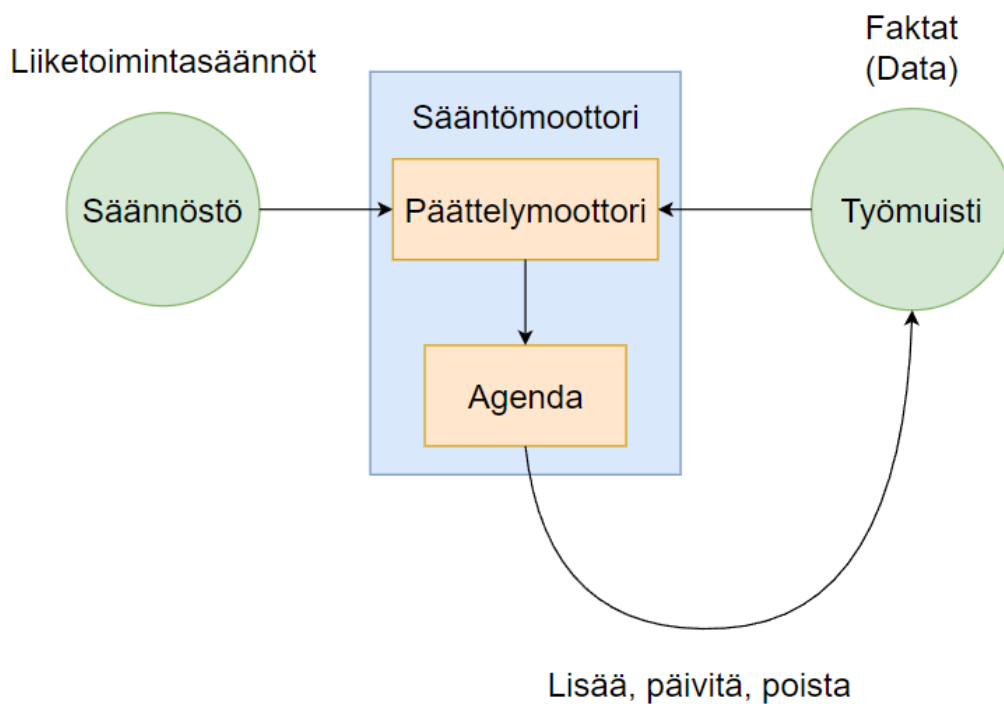 Liiketoimintasäännöt
Faktat
(Data)
Sääntömoottori
Säännöstö
Päättelymoottori
Työmuisti
Agenda
Lisää, päivitä, poista